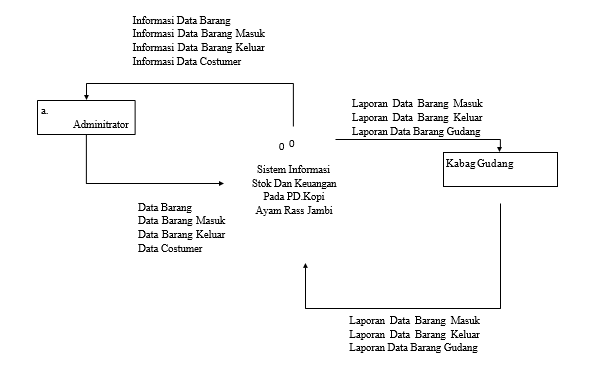 Informasi Data Barang
Informasi Data Barang Masuk
Informasi Data Barang Keluar
Informasi Data Costumer
a.
Adminitrator
Laporan Data Barang Masuk
Laporan Data Barang Keluar
Laporan Data Barang Gudang
0 0
Sistem Informasi
Stok Dan Keuangan
Pada PD.Kopi
Ayam Rass Jambi
Kabag Gudang
Data Barang
Data Barang Masuk
Data Barang Keluar
Data Costumer
Laporan Data Barang Masuk
Laporan Data Barang Keluar
Laporan Data Barang Gudang